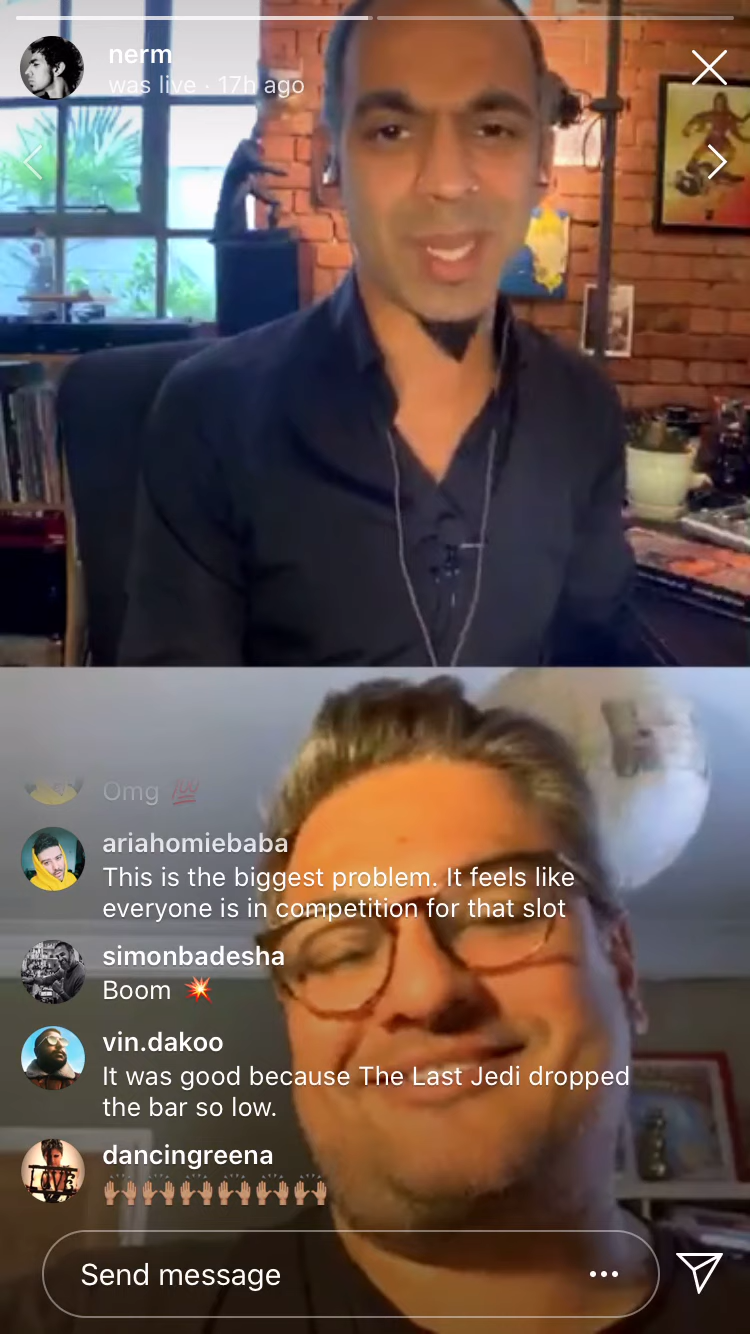 nerm
was live · 17h ago
Omg 💯
ariahomiebaba
This is the biggest problem. It feels like
everyone is in competition for that slot
simonbadesha
Boom 💥
vin.dakoo
It was good because The Last Jedi dropped
the bar so low.
dancingreena
🙌🏽🙌🏽🙌🏽🙌🏽🙌🏽🙌🏽
Send message